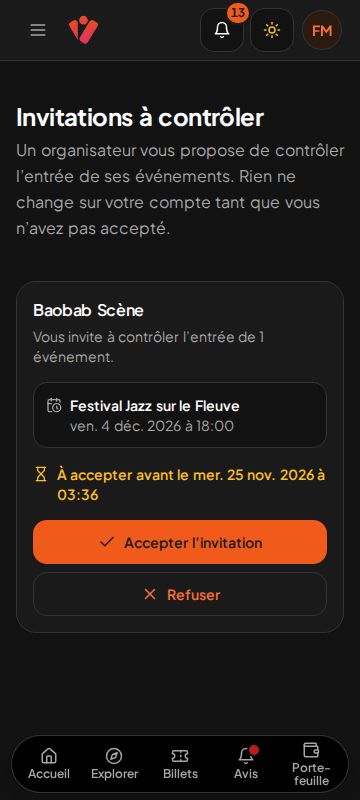 13
FM
Invitations à contrôler
Un organisateur vous propose de contrôler
l’entrée de ses événements. Rien ne
change sur votre compte tant que vous
n’avez pas accepté.
Baobab Scène
Vous invite à contrôler l’entrée de 1
événement.
Festival Jazz sur le Fleuve
ven. 4 déc. 2026 à 18:00
À accepter avant le mer. 25 nov. 2026 à
03:36
Accepter l’invitation
Refuser
Accueil
Explorer
Billets
Avis
Porte-
feuille